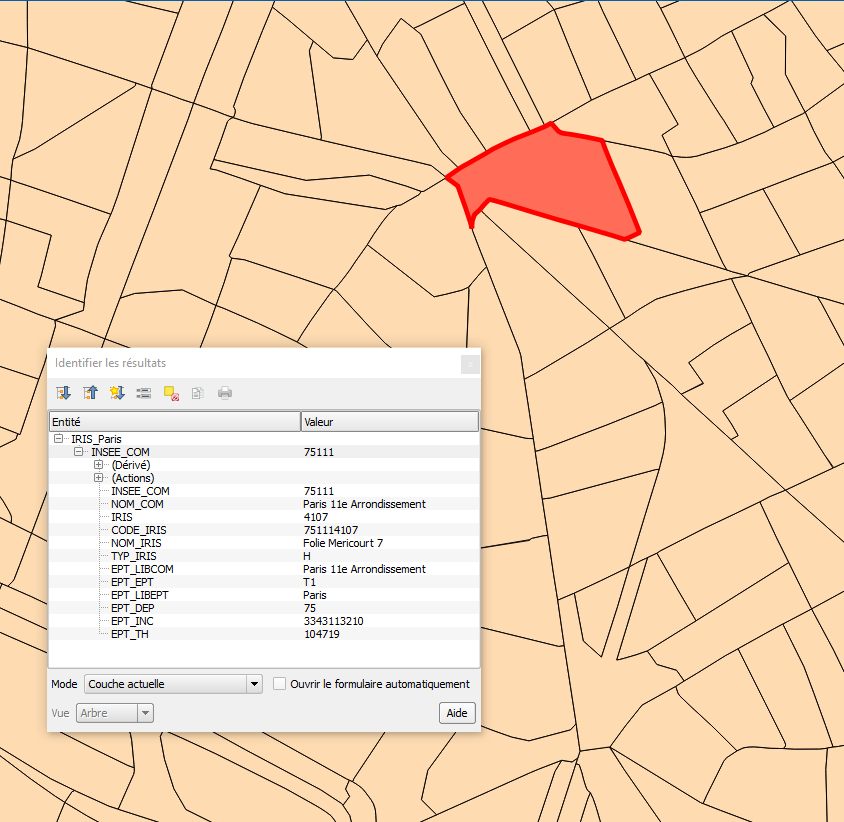 Identifier les résultats
Entité Valeur
IRIS_Paris
INSEE_COM 75111
(Dérivé)
(Actions)
INSEE_COM 75111
NOM_COM Paris 11e Arrondissement
IRIS 4107
CODE_IRIS 751114107
NOM_IRIS Folie Mericourt 7
TYP_IRIS H
EPT_LIBCOM Paris 11e Arrondissement
EPT_EPT T1
EPT_LIBEPT Paris
EPT_DEP 75
EPT_INC 3343113210
EPT_TH 104719
Mode Couche actuelle Ouvrir le formulaire automatiquement
Vue Arbre Aide